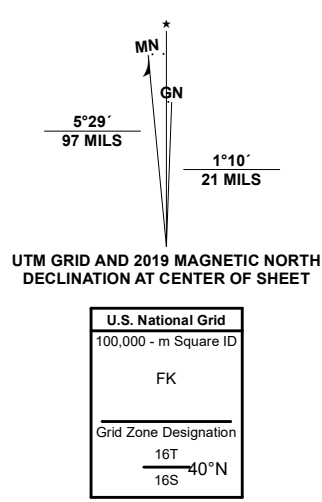 MN
GN
5°29´
97 MILS
1°10´
21 MILS
UTM GRID AND 2019 MAGNETIC NORTH
DECLINATION AT CENTER OF SHEET
U.S. National Grid
100,000 - m Square ID
FK
Grid Zone Designation
16T
40°N
16S